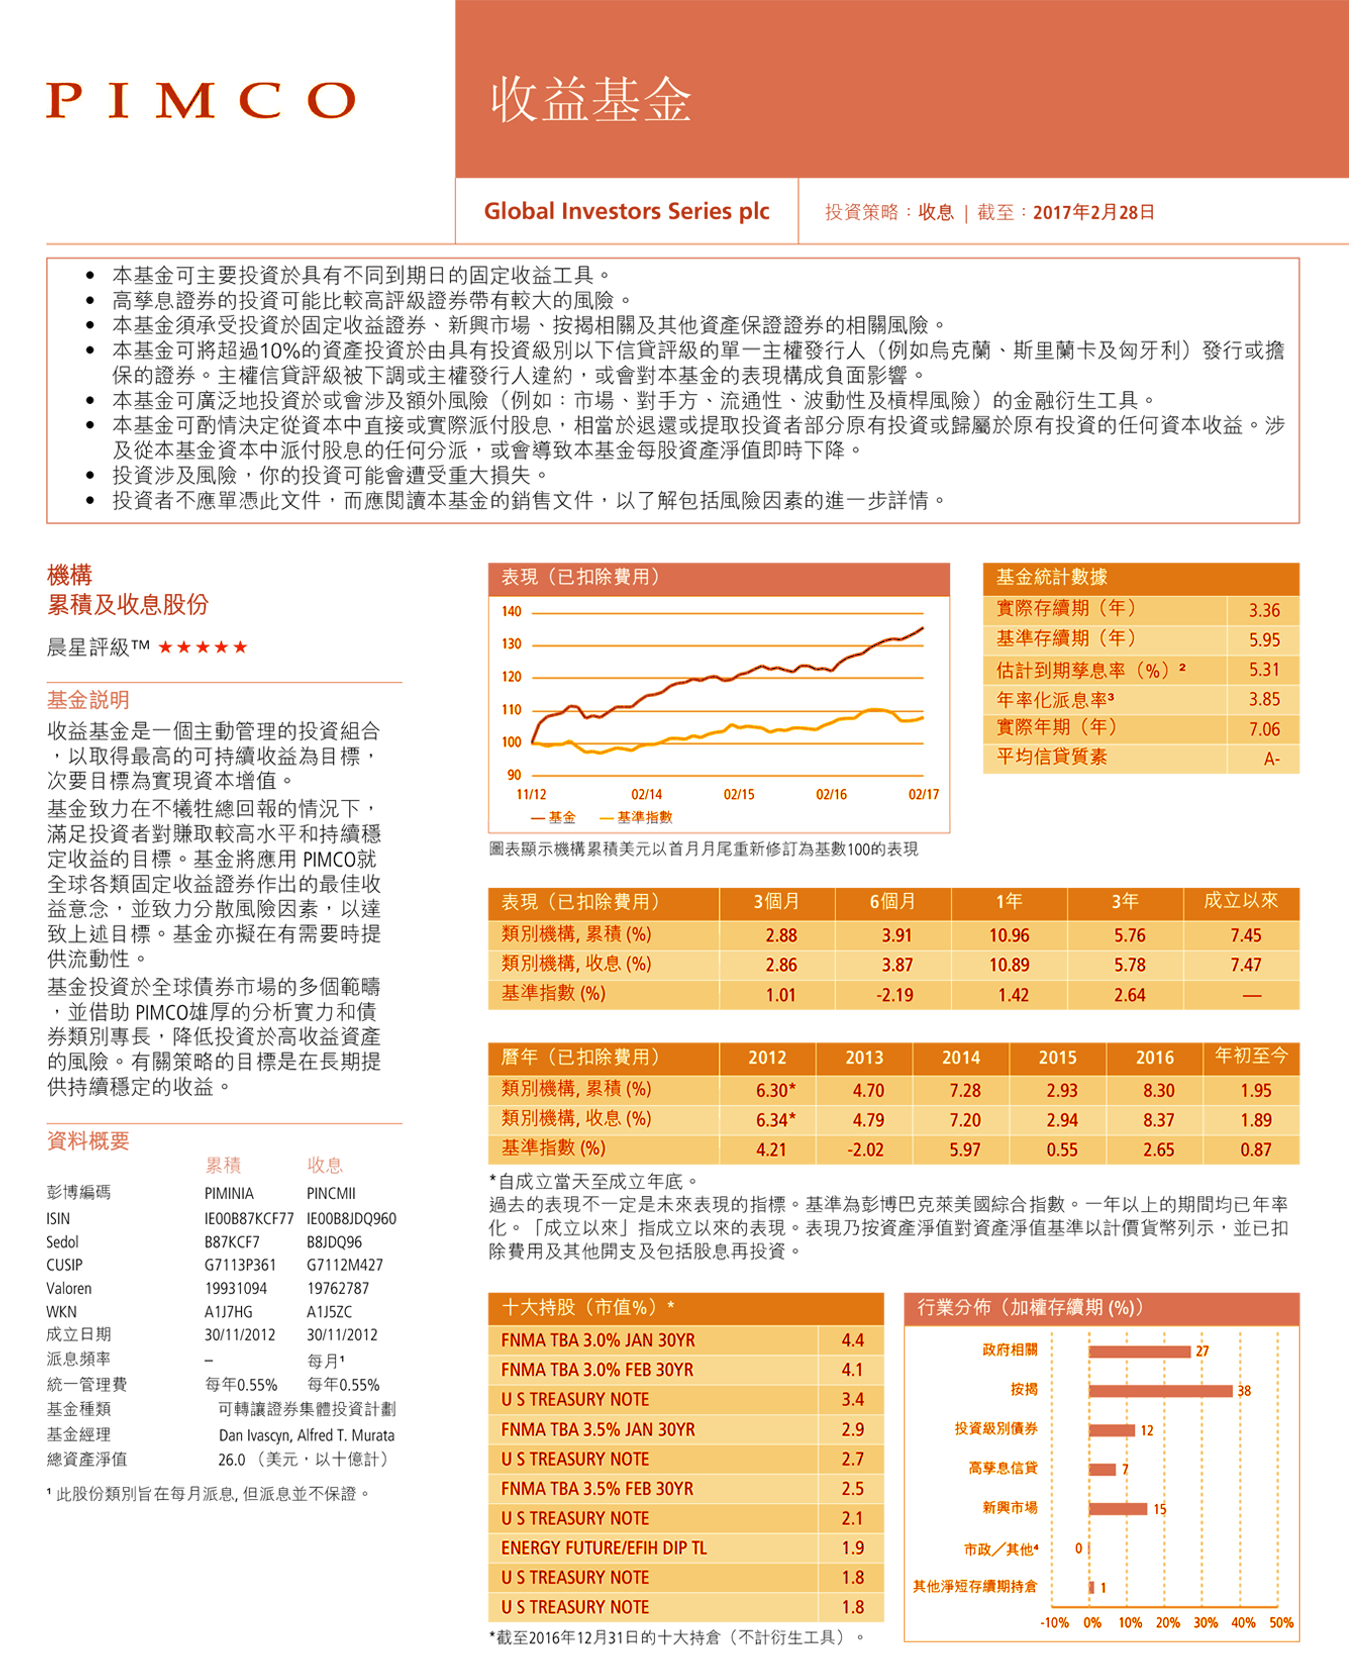 PIMCO
收益基金
Global Investors Series plc
投資策略：收息 | 截至：2017年2月28日
• 本基金可主要投資於具有不同到期日的固定收益工具。
• 高孳息證券的投資可能比較高評級證券帶有較大的風險。
• 本基金須承受投資於固定收益證券、新興市場、按揭相關及其他資產保證證券的相關風險。
• 本基金可將超過10%的資產投資於由具有投資級別以下信貸評級的單一主權發行人（例如烏克蘭、斯里蘭卡及匈牙利）發行或擔
保的證券。主權信貸評級被下調或主權發行人違約，或會對本基金的表現構成負面影響。
• 本基金可廣泛地投資於或會涉及額外風險（例如：市場、對手方、流通性、波動性及槓桿風險）的金融衍生工具。
• 本基金可酌情決定從資本中直接或實際派付股息，相當於退還或提取投資者部分原有投資或歸屬於原有投資的任何資本收益。涉
及從本基金資本中派付股息的任何分派，或會導致本基金每股資產淨值即時下降。
• 投資涉及風險，你的投資可能會遭受重大損失。
• 投資者不應單憑此文件，而應閱讀本基金的銷售文件，以了解包括風險因素的進一步詳情。
機構
累積及收息股份
晨星評級™ ★★★★★
基金説明
收益基金是一個主動管理的投資組合
，以取得最高的可持續收益為目標，
次要目標為實現資本增值。
基金致力在不犧牲總回報的情況下，
滿足投資者對賺取較高水平和持續穩
定收益的目標。基金將應用 PIMCO就
全球各類固定收益證券作出的最佳收
益意念，並致力分散風險因素，以達
致上述目標。基金亦擬在有需要時提
供流動性。
基金投資於全球債券市場的多個範疇
，並借助 PIMCO雄厚的分析實力和債
券類別專長，降低投資於高收益資產
的風險。有關策略的目標是在長期提
供持續穩定的收益。
資料概要
累積 收息
彭博編碼 PIMINIA PINCMII
ISIN IE00B87KCF77 IE00B8JDQ960
Sedol B87KCF7 B8JDQ96
CUSIP G7113P361 G7112M427
Valoren 19931094 19762787
WKN A1J7HG A1J5ZC
成立日期 30/11/2012 30/11/2012
派息頻率 – 每月¹
統一管理費 每年0.55% 每年0.55%
基金種類 可轉讓證券集體投資計劃
基金經理 Dan Ivascyn, Alfred T. Murata
總資產淨值 26.0 （美元，以十億計）
¹ 此股份類別旨在每月派息, 但派息並不保證。
表現（已扣除費用）
140
130
120
110
100
90
11/12 02/14 02/15 02/16 02/17
— 基金 — 基準指數
圖表顯示機構累積美元以首月月尾重新修訂為基數100的表現
基金統計數據
實際存續期（年） 3.36
基準存續期（年） 5.95
估計到期孳息率（%）² 5.31
年率化派息率³ 3.85
實際年期（年） 7.06
平均信貸質素 A-
表現（已扣除費用） 3個月 6個月 1年 3年 成立以來
類別機構, 累積 (%) 2.88 3.91 10.96 5.76 7.45
類別機構, 收息 (%) 2.86 3.87 10.89 5.78 7.47
基準指數 (%) 1.01 -2.19 1.42 2.64 —
曆年（已扣除費用） 2012 2013 2014 2015 2016 年初至今
類別機構, 累積 (%) 6.30* 4.70 7.28 2.93 8.30 1.95
類別機構, 收息 (%) 6.34* 4.79 7.20 2.94 8.37 1.89
基準指數 (%) 4.21 -2.02 5.97 0.55 2.65 0.87
*自成立當天至成立年底。
過去的表現不一定是未來表現的指標。基準為彭博巴克萊美國綜合指數。一年以上的期間均已年率
化。「成立以來」指成立以來的表現。表現乃按資產淨值對資產淨值基準以計價貨幣列示，並已扣
除費用及其他開支及包括股息再投資。
十大持股（市值%）*
FNMA TBA 3.0% JAN 30YR 4.4
FNMA TBA 3.0% FEB 30YR 4.1
U S TREASURY NOTE 3.4
FNMA TBA 3.5% JAN 30YR 2.9
U S TREASURY NOTE 2.7
FNMA TBA 3.5% FEB 30YR 2.5
U S TREASURY NOTE 2.1
ENERGY FUTURE/EFIH DIP TL 1.9
U S TREASURY NOTE 1.8
U S TREASURY NOTE 1.8
*截至2016年12月31日的十大持倉（不計衍生工具）。
行業分佈（加權存續期 (%)）
政府相關 27
按揭 38
投資級別債券 12
高孳息信貸 7
新興市場 15
市政／其他⁴ 0
其他淨短存續期持倉 1
-10% 0% 10% 20% 30% 40% 50%